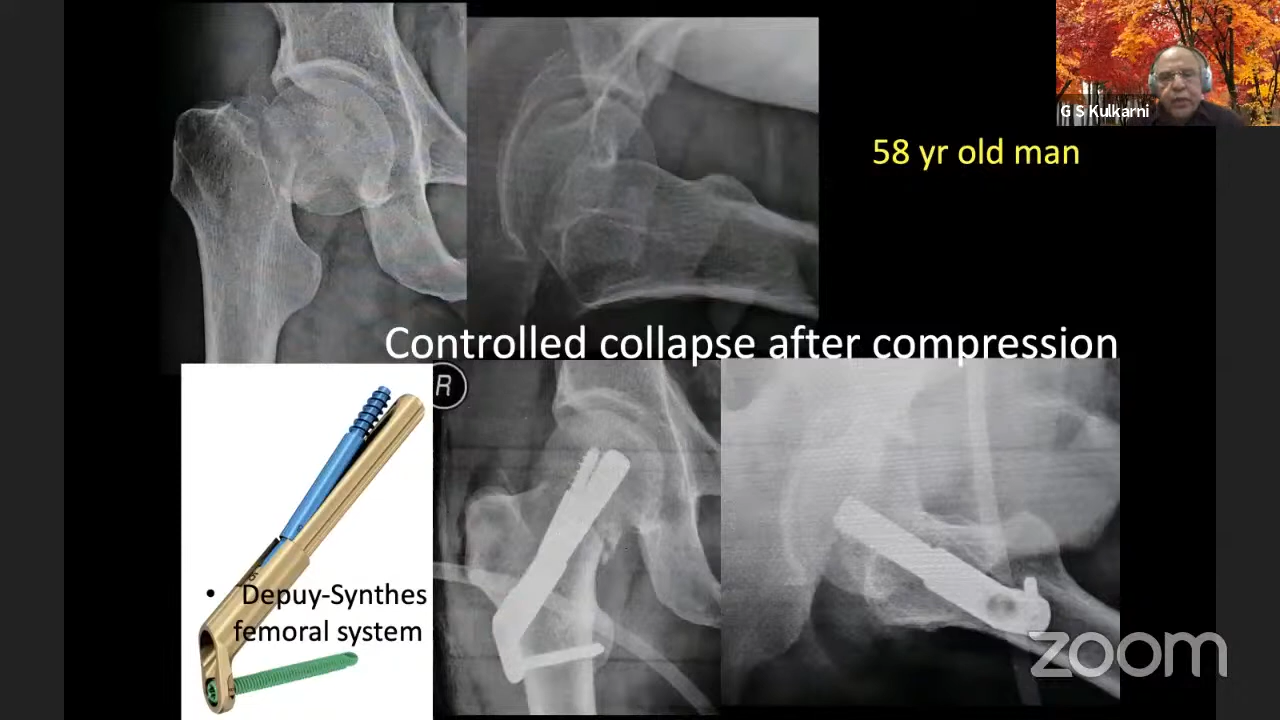 G S Kulkarni
58 yr old man
Controlled collapse after compression
R
• Depuy-Synthes
femoral system
zoom